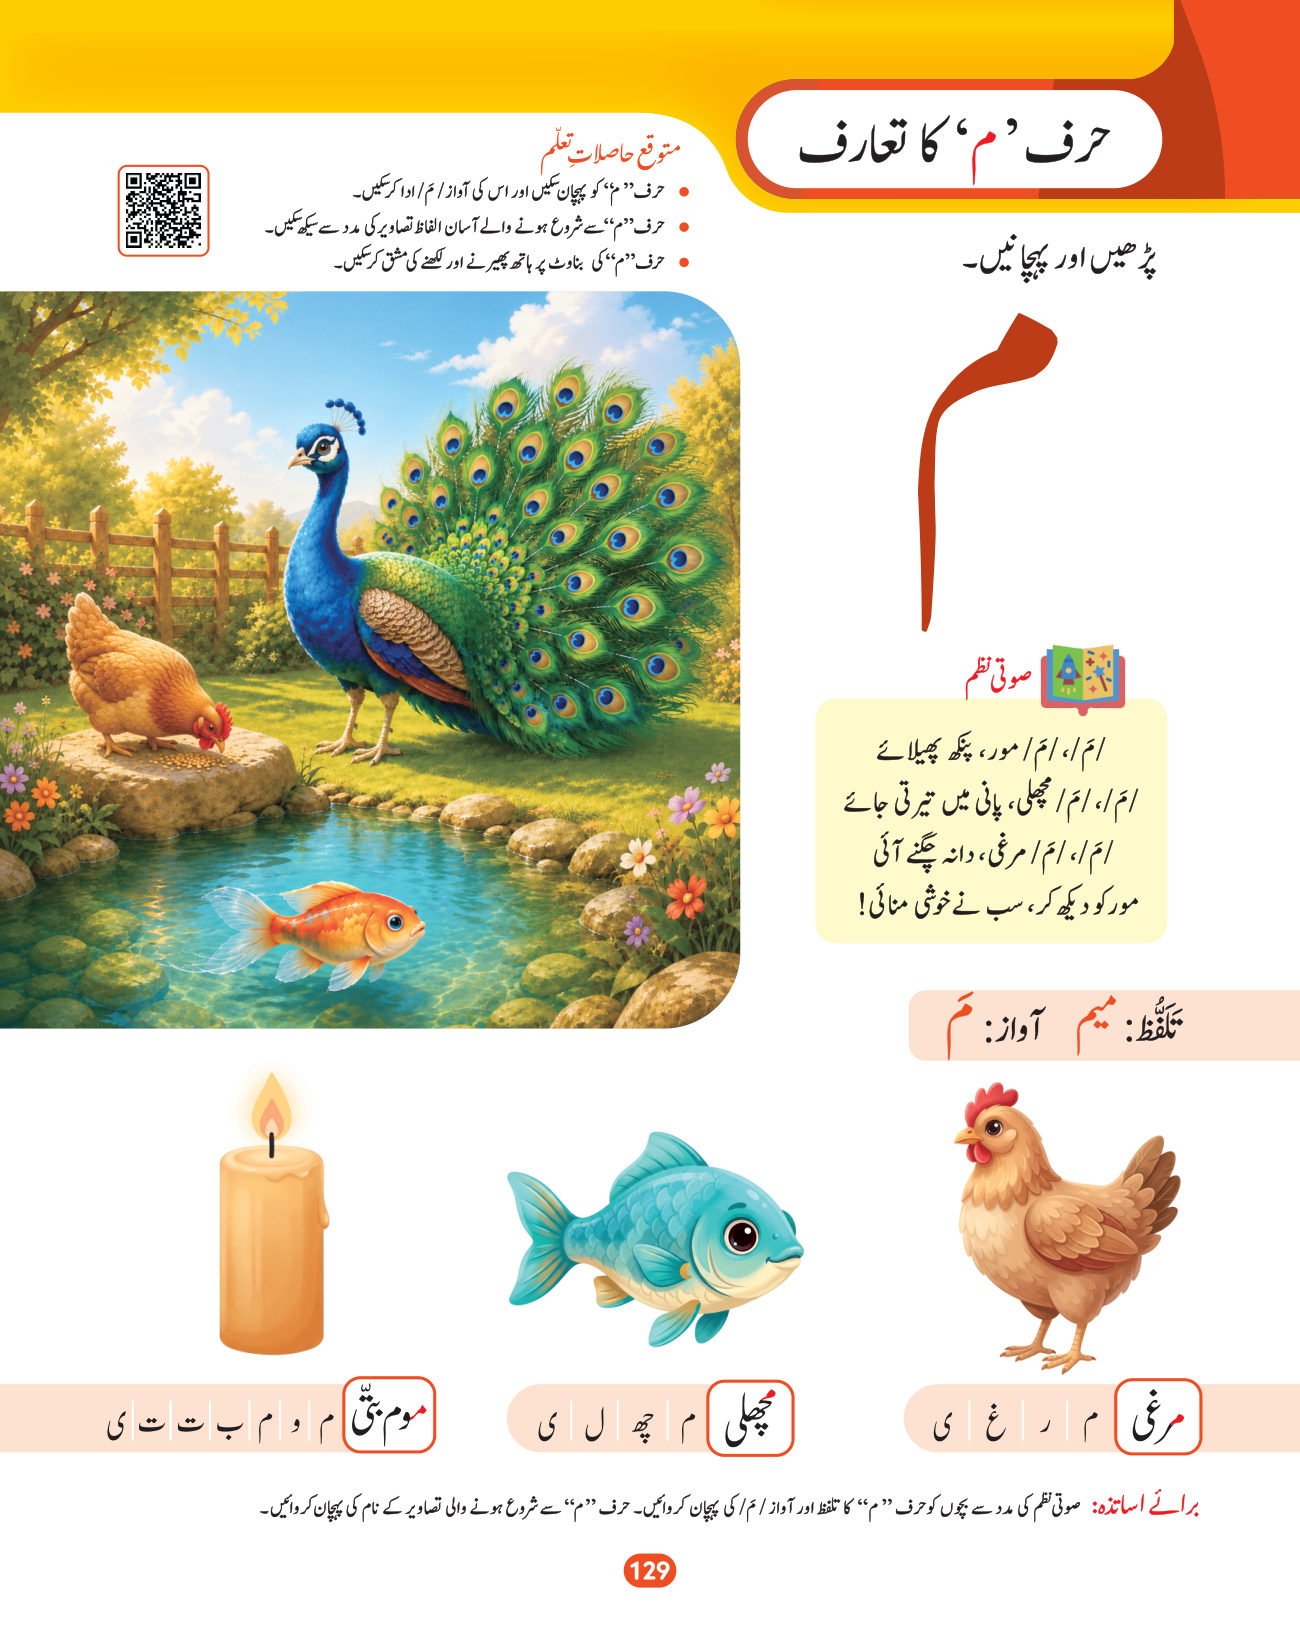 حرف ’م‘ کا تعارف
متوقع حاصلاتِ تعلّم
● حرف ”م“ کو پہچان سکیں اور اس کی آواز /مَ/ ادا کرسکیں۔
● حرف ”م“ سے شروع ہونے والے آسان الفاظ تصاویر کی مدد سے سیکھ سکیں۔
● حرف ”م“ کی بناوٹ پر ہاتھ پھیرنے اور لکھنے کی مشق کرسکیں۔
پڑھیں اور پہچانیں۔
م
صوتی نظم
/مَ/، /مَ/ مور، پنکھ پھیلائے
/مَ/، /مَ/ مچھلی، پانی میں تیرتی جائے
/مَ/، /مَ/ مرغی، دانہ چگنے آئی
مور کو دیکھ کر، سب نے خوشی منائی!
تَلَفُّظ: میم آواز: مَ
مرغی م | ر | غ | ی
مچھلی م | چھ | ل | ی
موم بتّی م | و | م | ب | ت | ت | ی
برائے اساتذہ: صوتی نظم کی مدد سے بچوں کو حرف ”م“ کا تلفظ اور آواز /مَ/ کی پہچان کروائیں۔ حرف ”م“ سے شروع ہونے والی تصاویر کے نام کی پہچان کروائیں۔
129